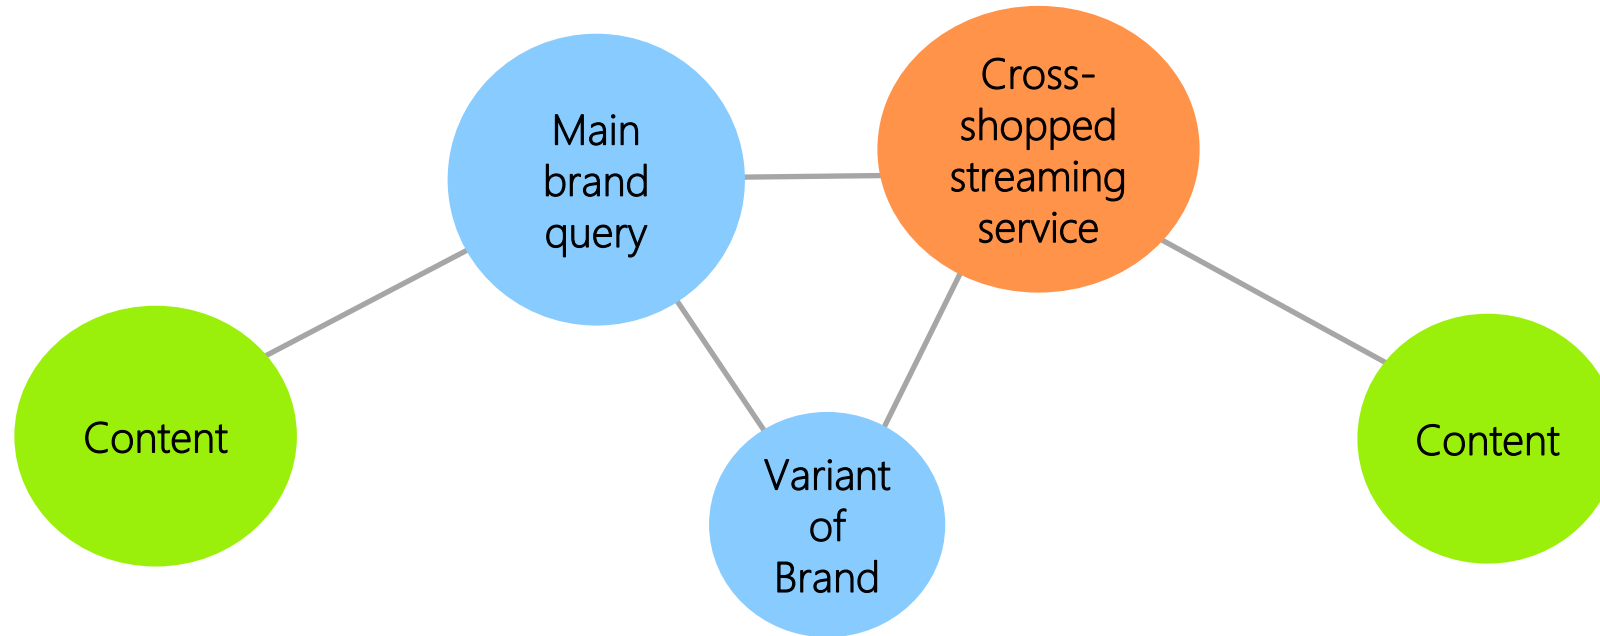 Main
brand
query
Cross-
shopped
streaming
service
Content
Content
Variant
of
Brand